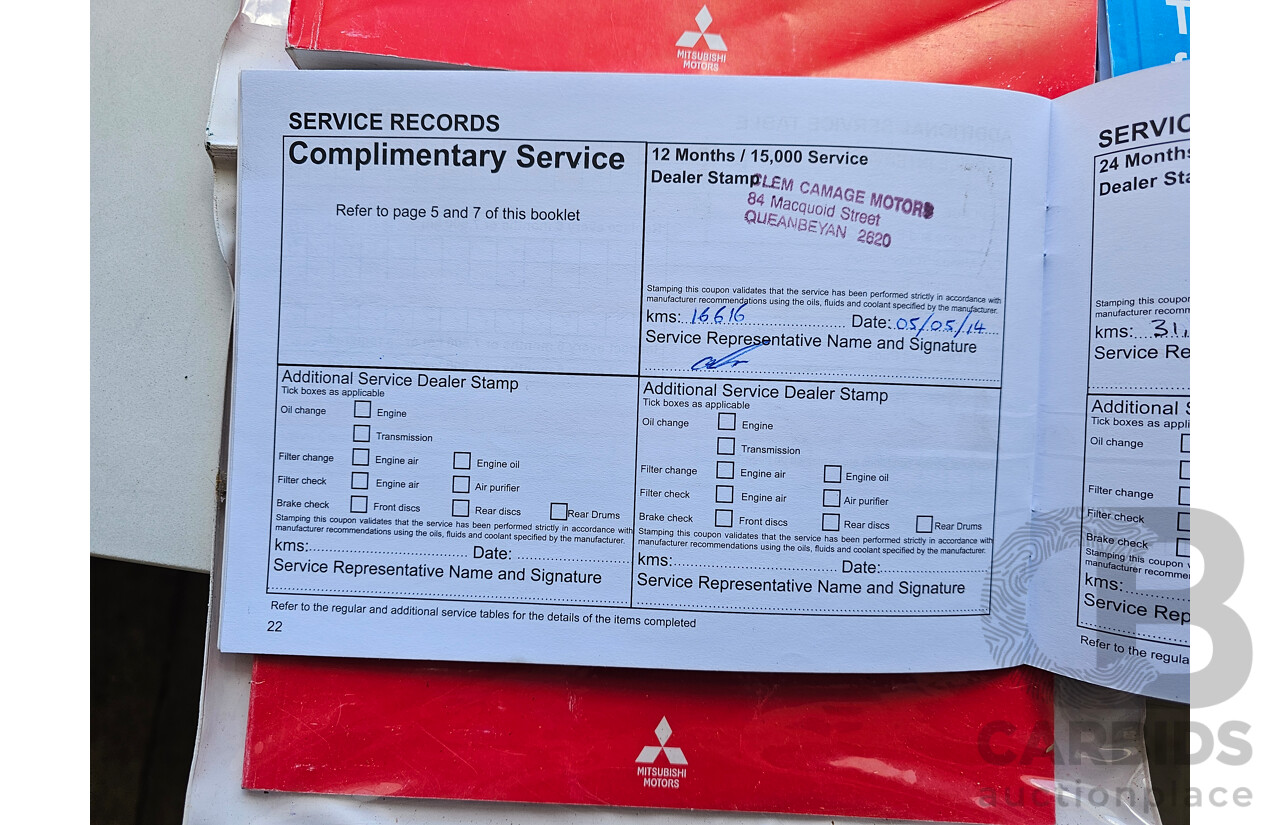 MITSUBISHI
MOTORS
SERVICE RECORDS
Complimentary Service
Refer to page 5 and 7 of this booklet
12 Months / 15,000 Service
Dealer Stamp
CLEM CAMAGE MOTORS
84 Macquoid Street
QUEANBEYAN 2620
Stamping this coupon validates that the service has been performed strictly in accordance with
manufacturer recommendations using the oils, fluids and coolant specified by the manufacturer.
kms: 16616 Date: 05/05/14
Service Representative Name and Signature
Additional Service Dealer Stamp
Tick boxes as applicable
Oil change Engine
Transmission
Filter change Engine air Engine oil
Filter check Engine air Air purifier
Brake check Front discs Rear discs Rear Drums
Stamping this coupon validates that the service has been performed strictly in accordance with
manufacturer recommendations using the oils, fluids and coolant specified by the manufacturer.
kms: Date:
Service Representative Name and Signature
Additional Service Dealer Stamp
Tick boxes as applicable
Oil change Engine
Transmission
Filter change Engine air Engine oil
Filter check Engine air Air purifier
Brake check Front discs Rear discs Rear Drums
Stamping this coupon validates that the service has been performed strictly in accordance with
manufacturer recommendations using the oils, fluids and coolant specified by the manufacturer.
kms: Date:
Service Representative Name and Signature
Refer to the regular and additional service tables for the details of the items completed
22
SERVIC
24 Months
Dealer Sta
Stamping this coupon
manufacturer recomm
kms: 31,
Service Re
Additional S
Tick boxes as appli
Oil change
Filter change
Filter check
Brake check
Stamping this coupon v
manufacturer recomme
kms:
Service Rep
Refer to the regula
MITSUBISHI
MOTORS
CARBIDS
auctionplace